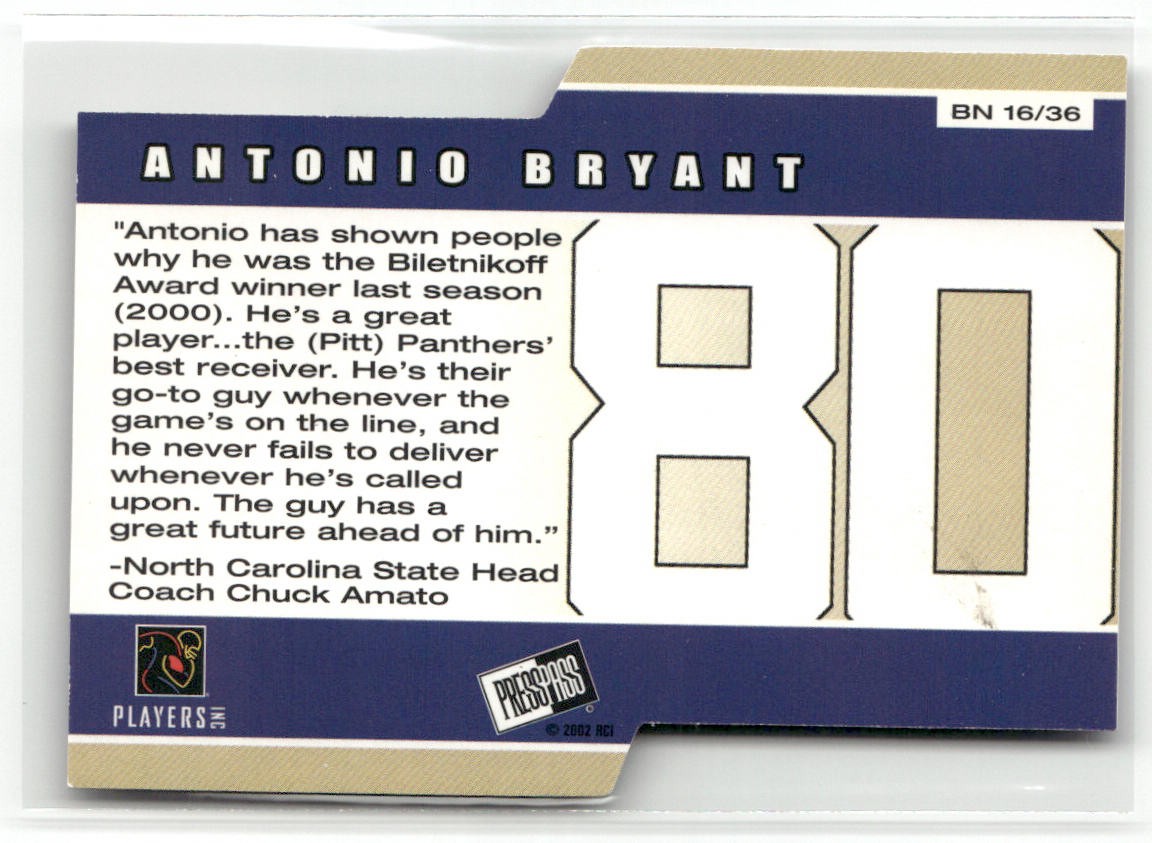 BN 16/36
ANTONIO BRYANT
"Antonio has shown people
why he was the Biletnikoff
Award winner last season
(2000). He's a great
player...the (Pitt) Panthers'
best receiver. He's their
go-to guy whenever the
game's on the line, and
he never fails to deliver
whenever he's called
upon. The guy has a
great future ahead of him.”
-North Carolina State Head
Coach Chuck Amato
80
PLAYERS INC
PRESS PASS
© 2002 RCI